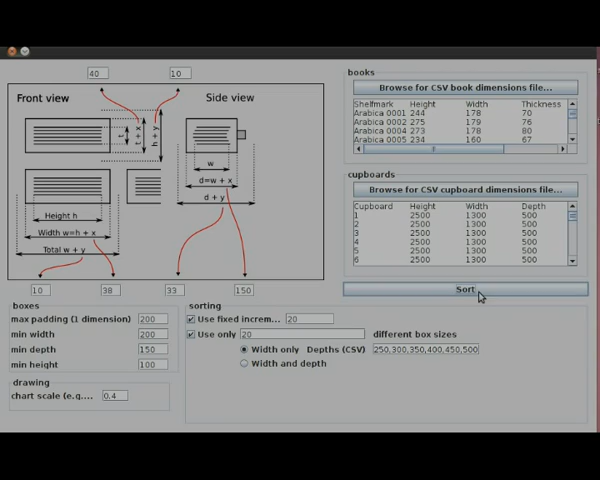 40
10
Front view
Side view
t
t + x
h + y
w
d=w + x
d + y
Height h
Width w=h + x
Total w + y
10
38
33
150
books
Browse for CSV book dimensions file...
Shelfmark Height Width Thickness
Arabica 0001 244 178 70
Arabica 0002 275 179 76
Arabica 0004 273 178 80
Arabica 0005 234 160 67
cupboards
Browse for CSV cupboard dimensions file...
Cupboard Height Width Depth
1 2500 1300 500
2 2500 1300 500
3 2500 1300 500
4 2500 1300 500
5 2500 1300 500
6 2500 1300 500
Sort
boxes
max padding (1 dimension) 200
min width 200
min depth 150
min height 100
drawing
chart scale (e.g.... 0.4
sorting
Use fixed increm... 20
Use only 20 different box sizes
Width only Depths (CSV) 250,300,350,400,450,500
Width and depth